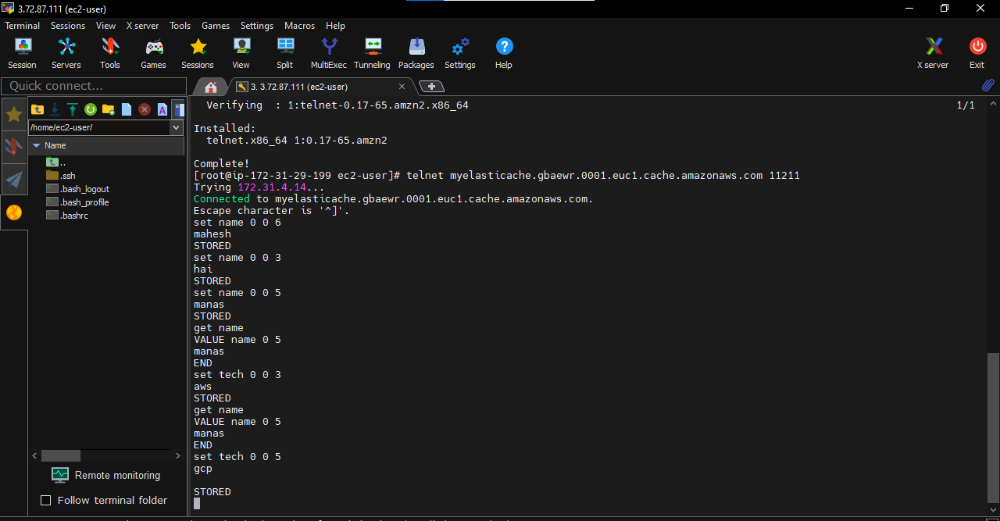 3.72.87.111 (ec2-user)
Terminal Sessions View X server Tools Games Settings Macros Help
Session Servers Tools Games Sessions View Split MultiExec Tunneling Packages Settings Help X server Exit
Quick connect...
3. 3.72.87.111 (ec2-user)
/home/ec2-user/
Name
..
.ssh
.bash_logout
.bash_profile
.bashrc
Remote monitoring
Follow terminal folder
Verifying : 1:telnet-0.17-65.amzn2.x86_64 1/1
Installed:
telnet.x86_64 1:0.17-65.amzn2
Complete!
[root@ip-172-31-29-199 ec2-user]# telnet myelasticache.gbaewr.0001.euc1.cache.amazonaws.com 11211
Trying 172.31.4.14...
Connected to myelasticache.gbaewr.0001.euc1.cache.amazonaws.com.
Escape character is '^]'.
set name 0 0 6
mahesh
STORED
set name 0 0 3
hai
STORED
set name 0 0 5
manas
STORED
get name
VALUE name 0 5
manas
END
set tech 0 0 3
aws
STORED
get name
VALUE name 0 5
manas
END
set tech 0 0 5
gcp
STORED